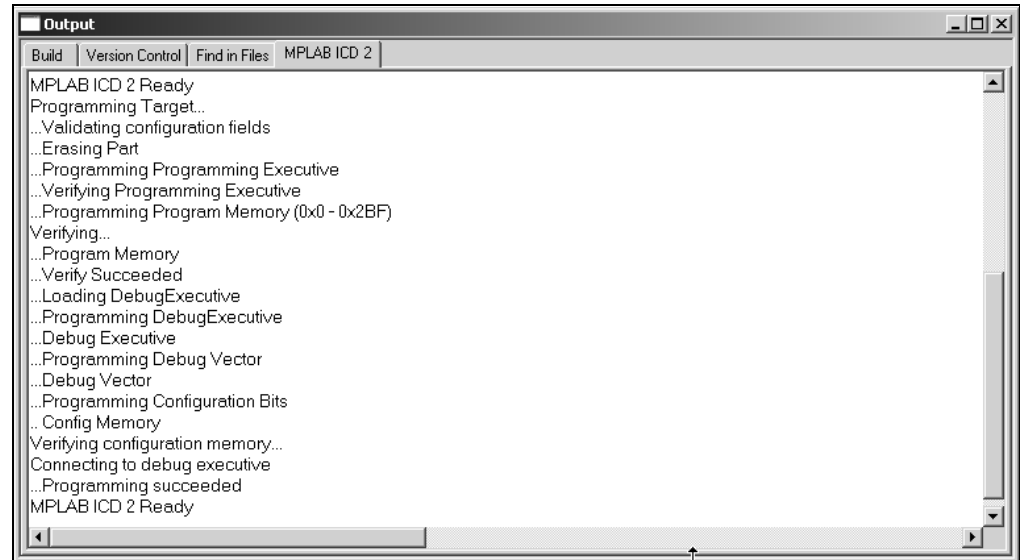 Output
Build Version Control Find in Files MPLAB ICD 2
MPLAB ICD 2 Ready
Programming Target...
...Validating configuration fields
...Erasing Part
...Programming Programming Executive
...Verifying Programming Executive
...Programming Program Memory (0x0 - 0x2BF)
Verifying...
...Program Memory
...Verify Succeeded
...Loading DebugExecutive
...Programming DebugExecutive
...Debug Executive
...Programming Debug Vector
...Debug Vector
...Programming Configuration Bits
.. Config Memory
Verifying configuration memory...
Connecting to debug executive
...Programming succeeded
MPLAB ICD 2 Ready